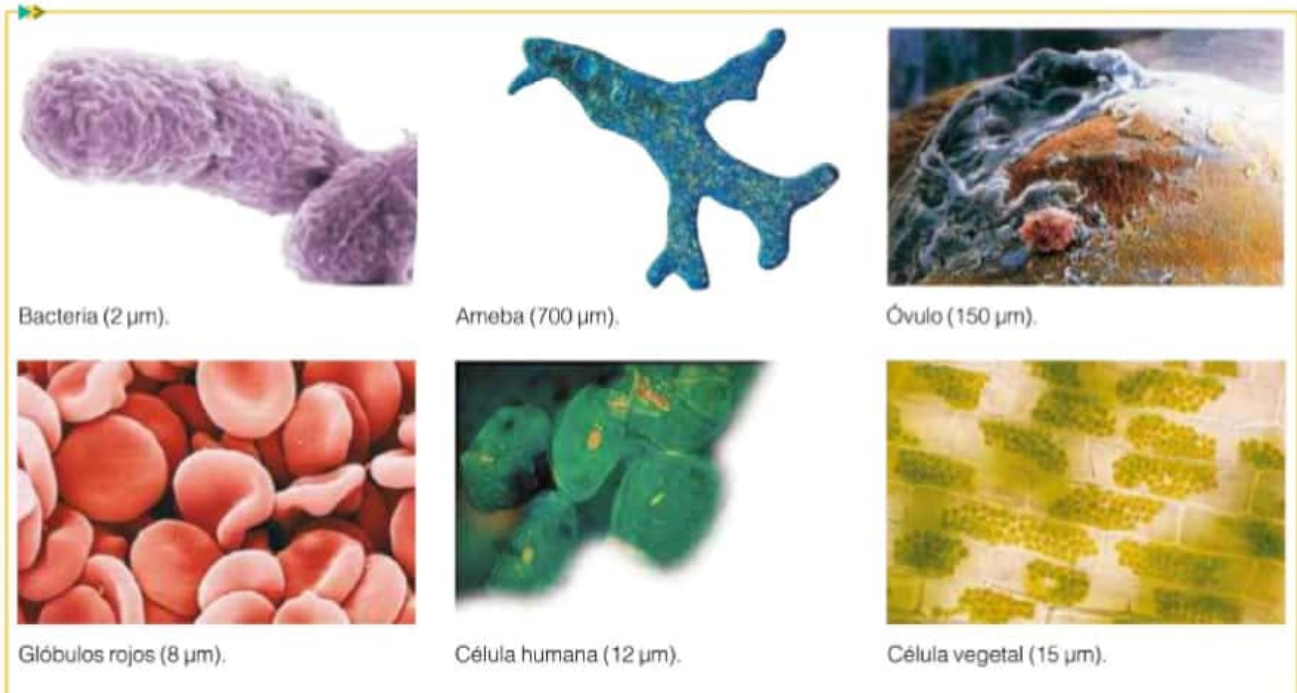 Bacteria (2 μm).
Ameba (700 μm).
Óvulo (150 μm).
Glóbulos rojos (8 μm).
Célula humana (12 μm).
Célula vegetal (15 μm).